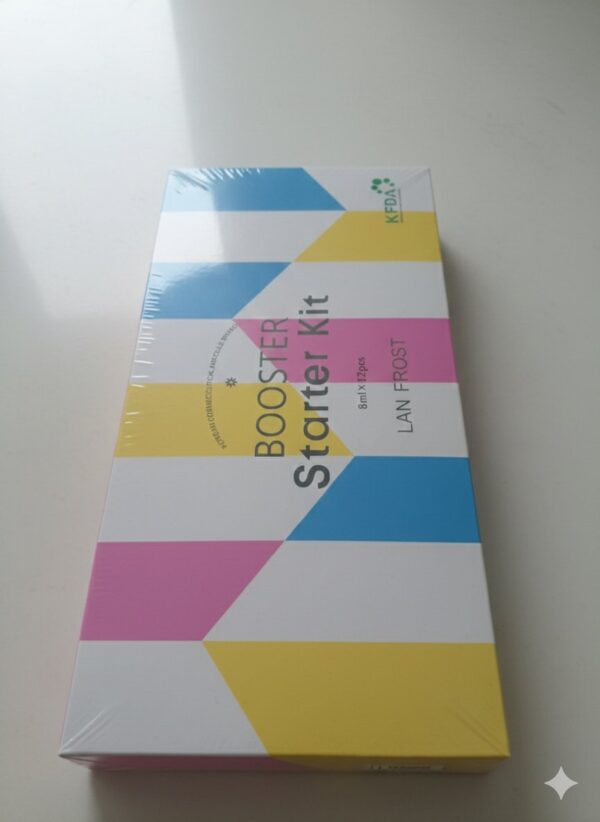 KFDA
BOOSTER
Starter Kit
8ml x 12pcs
LAN FROST